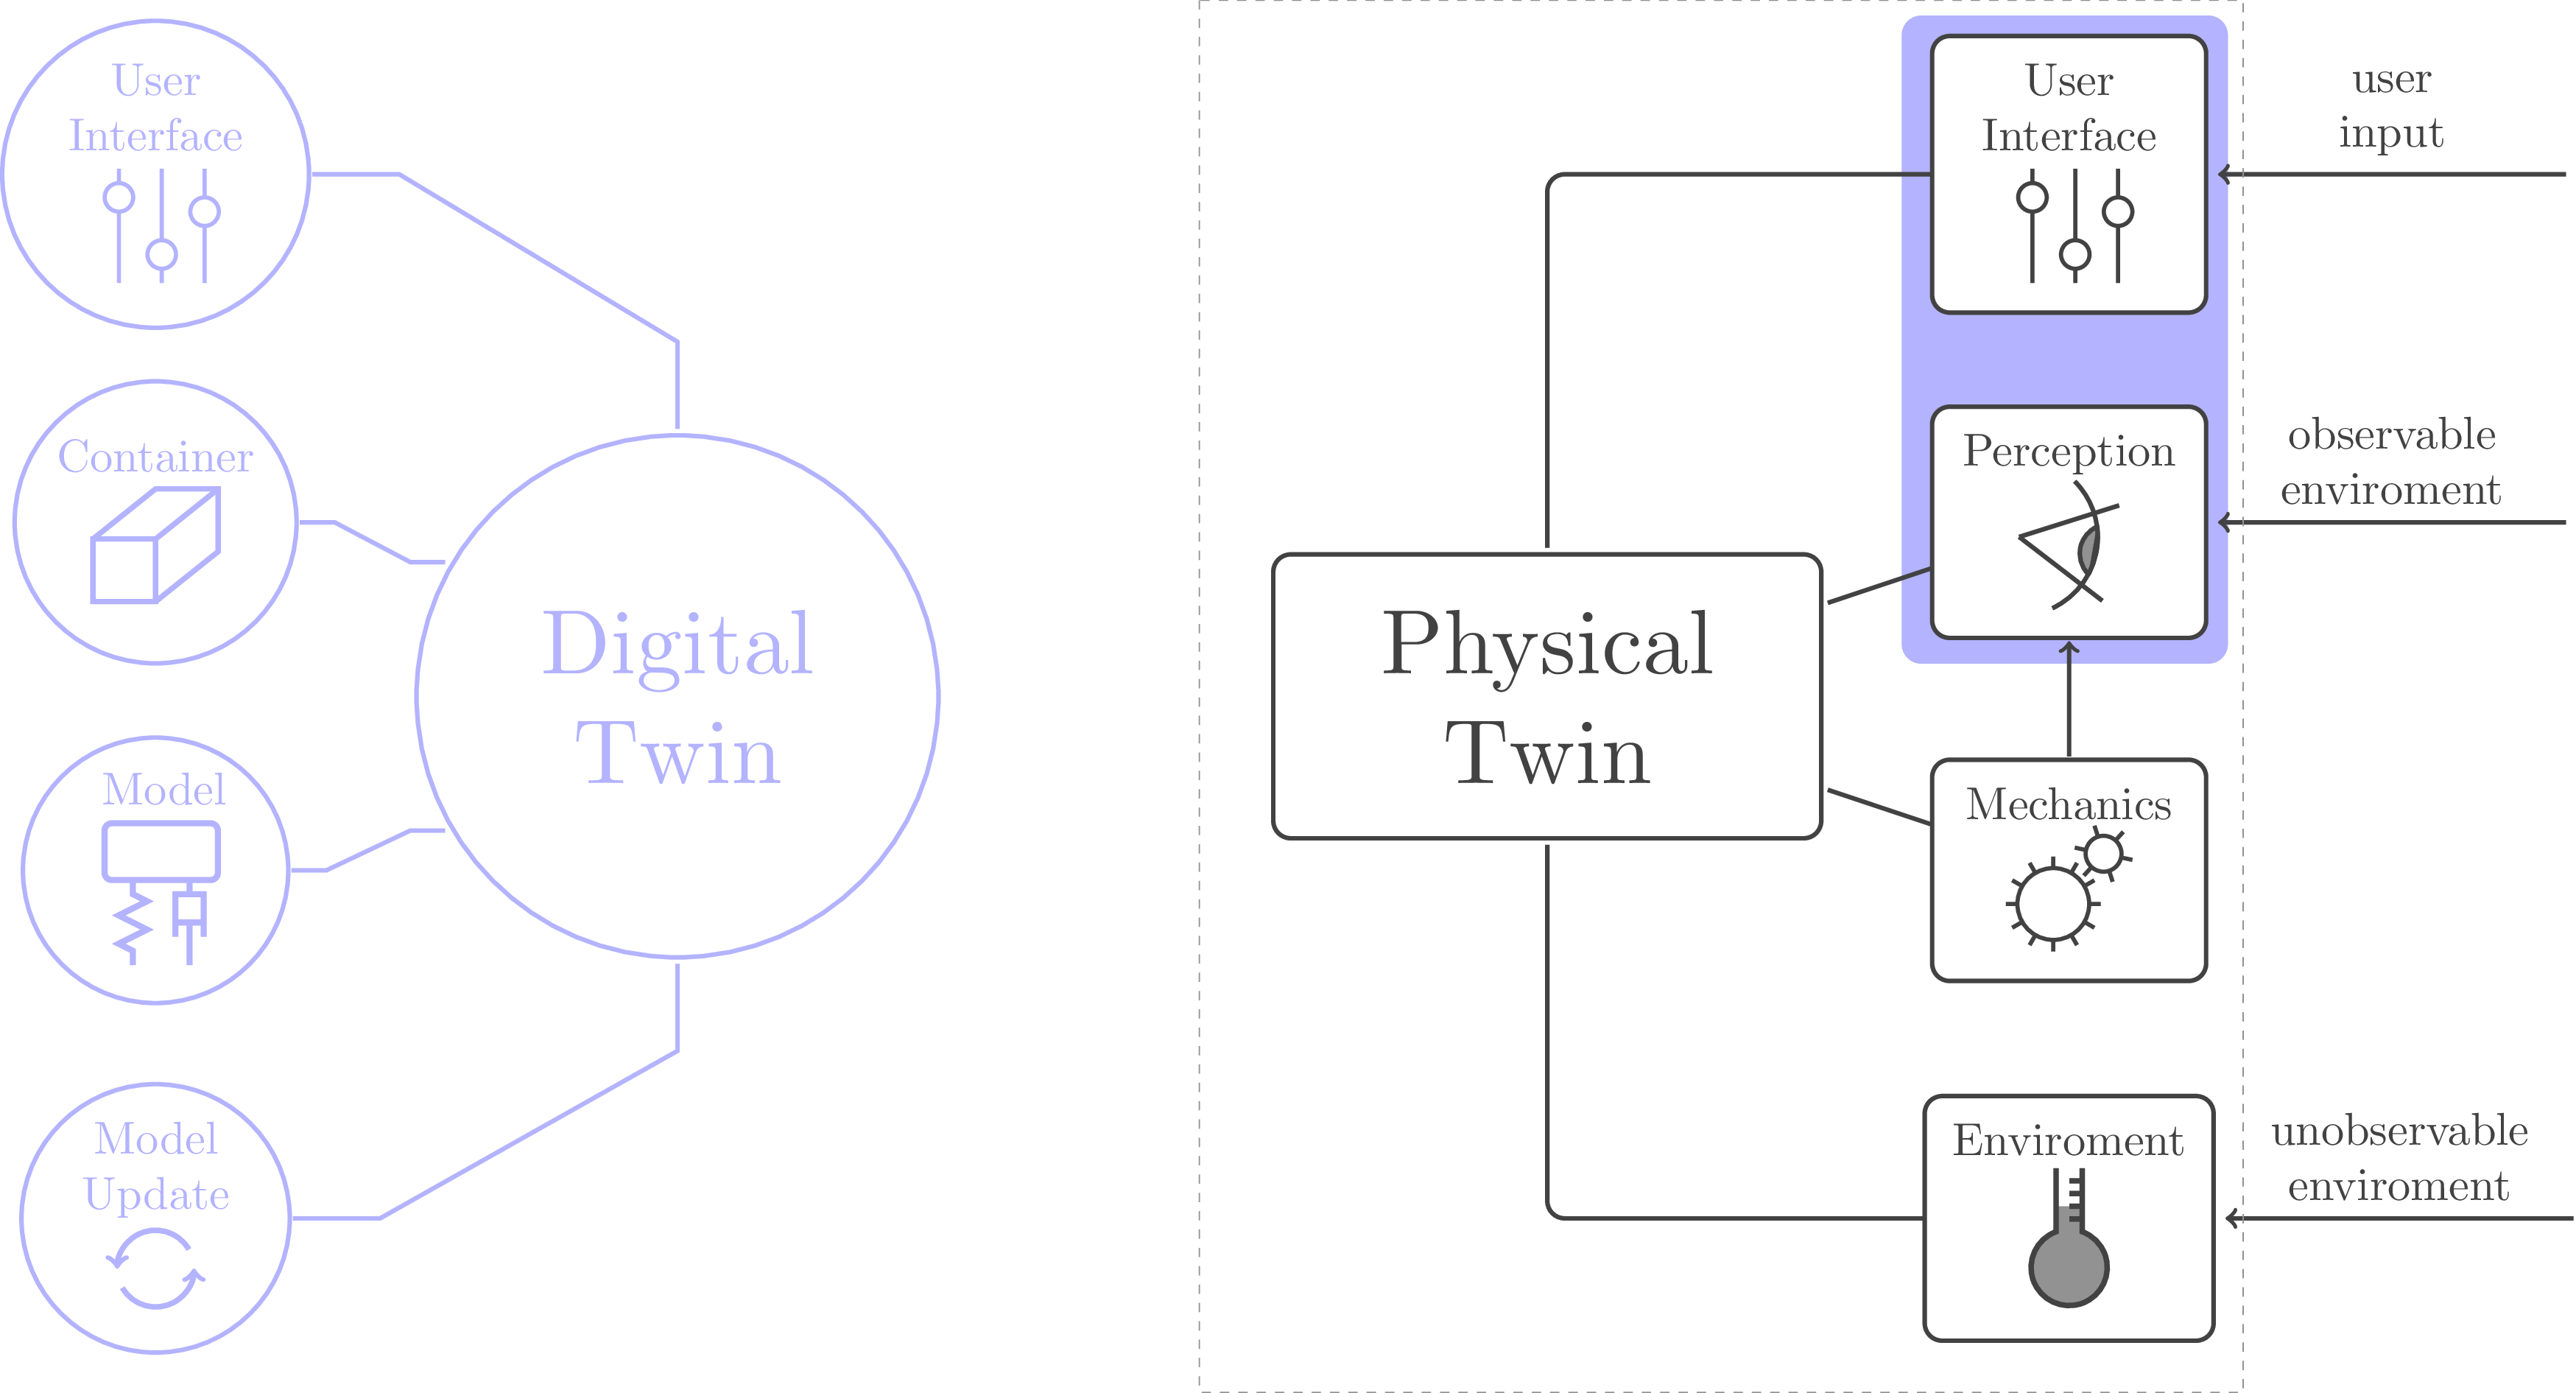 User
Interface
Container
Model
Model
Update
Digital
Twin
Physical
Twin
User
Interface
Perception
Mechanics
Enviroment
user
input
observable
enviroment
unobservable
enviroment